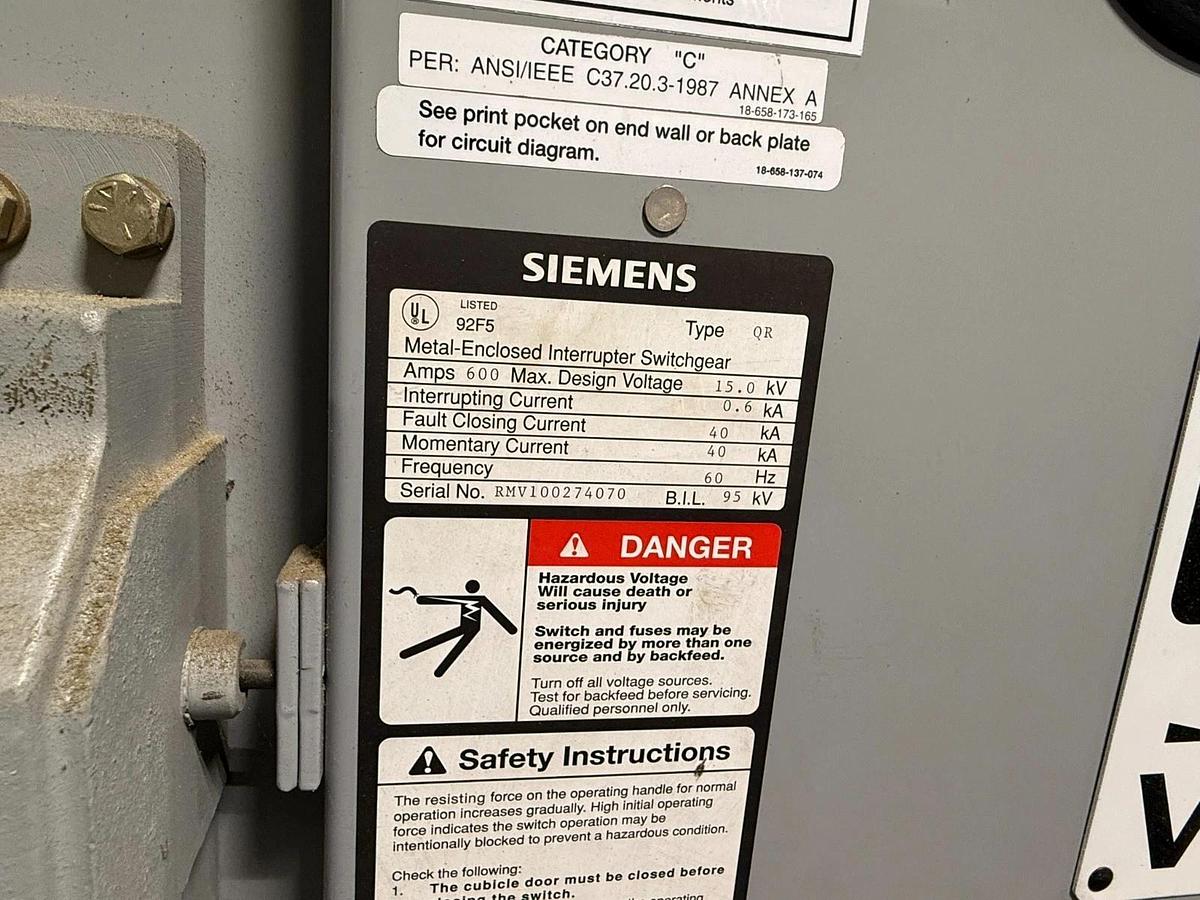 CATEGORY "C"
PER: ANSI/IEEE C37.20.3-1987 ANNEX A
18-658-173-165
See print pocket on end wall or back plate
for circuit diagram.
18-658-137-074
SIEMENS
UL LISTED
92F5
Type QR
Metal-Enclosed Interrupter Switchgear
Amps 600 Max. Design Voltage 15.0 kV
Interrupting Current 0.6 kA
Fault Closing Current 40 kA
Momentary Current 40 kA
Frequency 60 Hz
Serial No. RMV100274070 B.I.L. 95 kV
DANGER
Hazardous Voltage
Will cause death or
serious injury
Switch and fuses may be
energized by more than one
source and by backfeed.
Turn off all voltage sources.
Test for backfeed before servicing.
Qualified personnel only.
Safety Instructions
The resisting force on the operating handle for normal
operation increases gradually. High initial operating
force indicates the switch operation may be
intentionally blocked to prevent a hazardous condition.
Check the following:
1. The cubicle door must be closed before
the switch.
operating